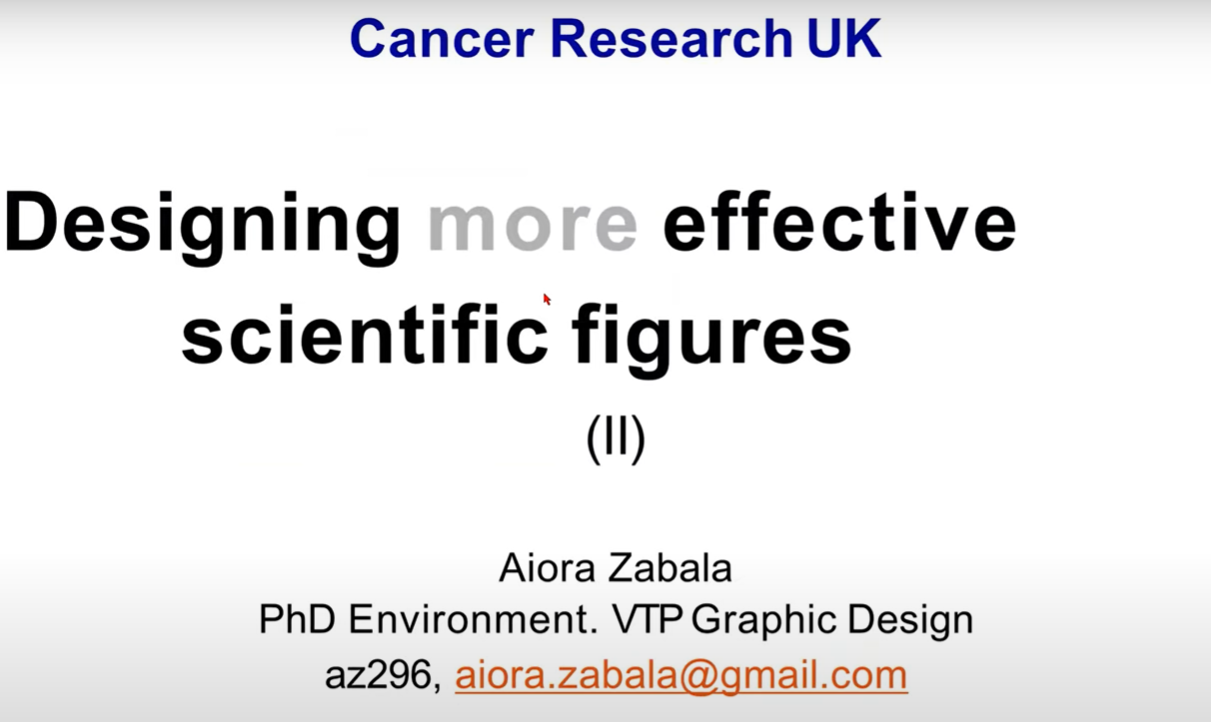 Cancer Research UK
Designing more effective
scientific figures
(II)
Aiora Zabala
PhD Environment. VTP Graphic Design
az296, aiora.zabala@gmail.com